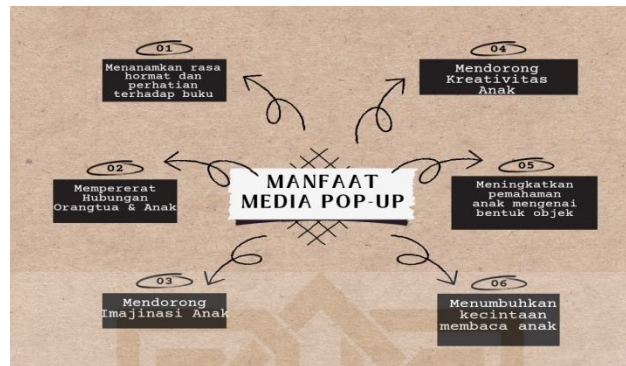 01
Menanamkan rasa
hormat dan
perhatian
terhadap buku
02
Mempererat
Hubungan
Orangtua & Anak
03
Mendorong
Imajinasi Anak
MANFAAT
MEDIA POP-UP
04
Mendorong
Kreativitas
Anak
05
Meningkatkan
pemahaman
anak mengenai
bentuk objek
06
Menumbuhkan
kecintaan
membaca anak